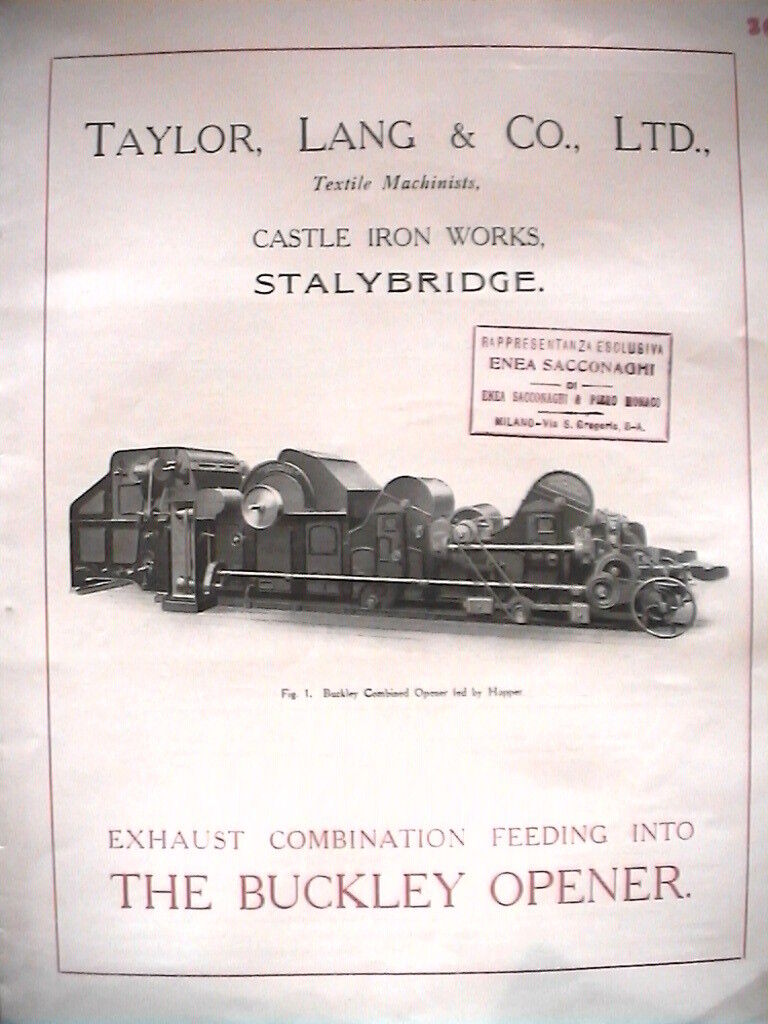 TAYLOR, LANG & CO., LTD.,
Textile Machinists,
CASTLE IRON WORKS,
STALYBRIDGE.
RAPPRESENTANZA ESCLUSIVA
ENEA SACCONAGHI
DI
ENEA SACCONAGHI & PIERO MONACO
MILANO-Via S. Gregorio, 8-A.
Fig. 1. Buckley Combined Opener fed by Hopper
EXHAUST COMBINATION FEEDING INTO
THE BUCKLEY OPENER.